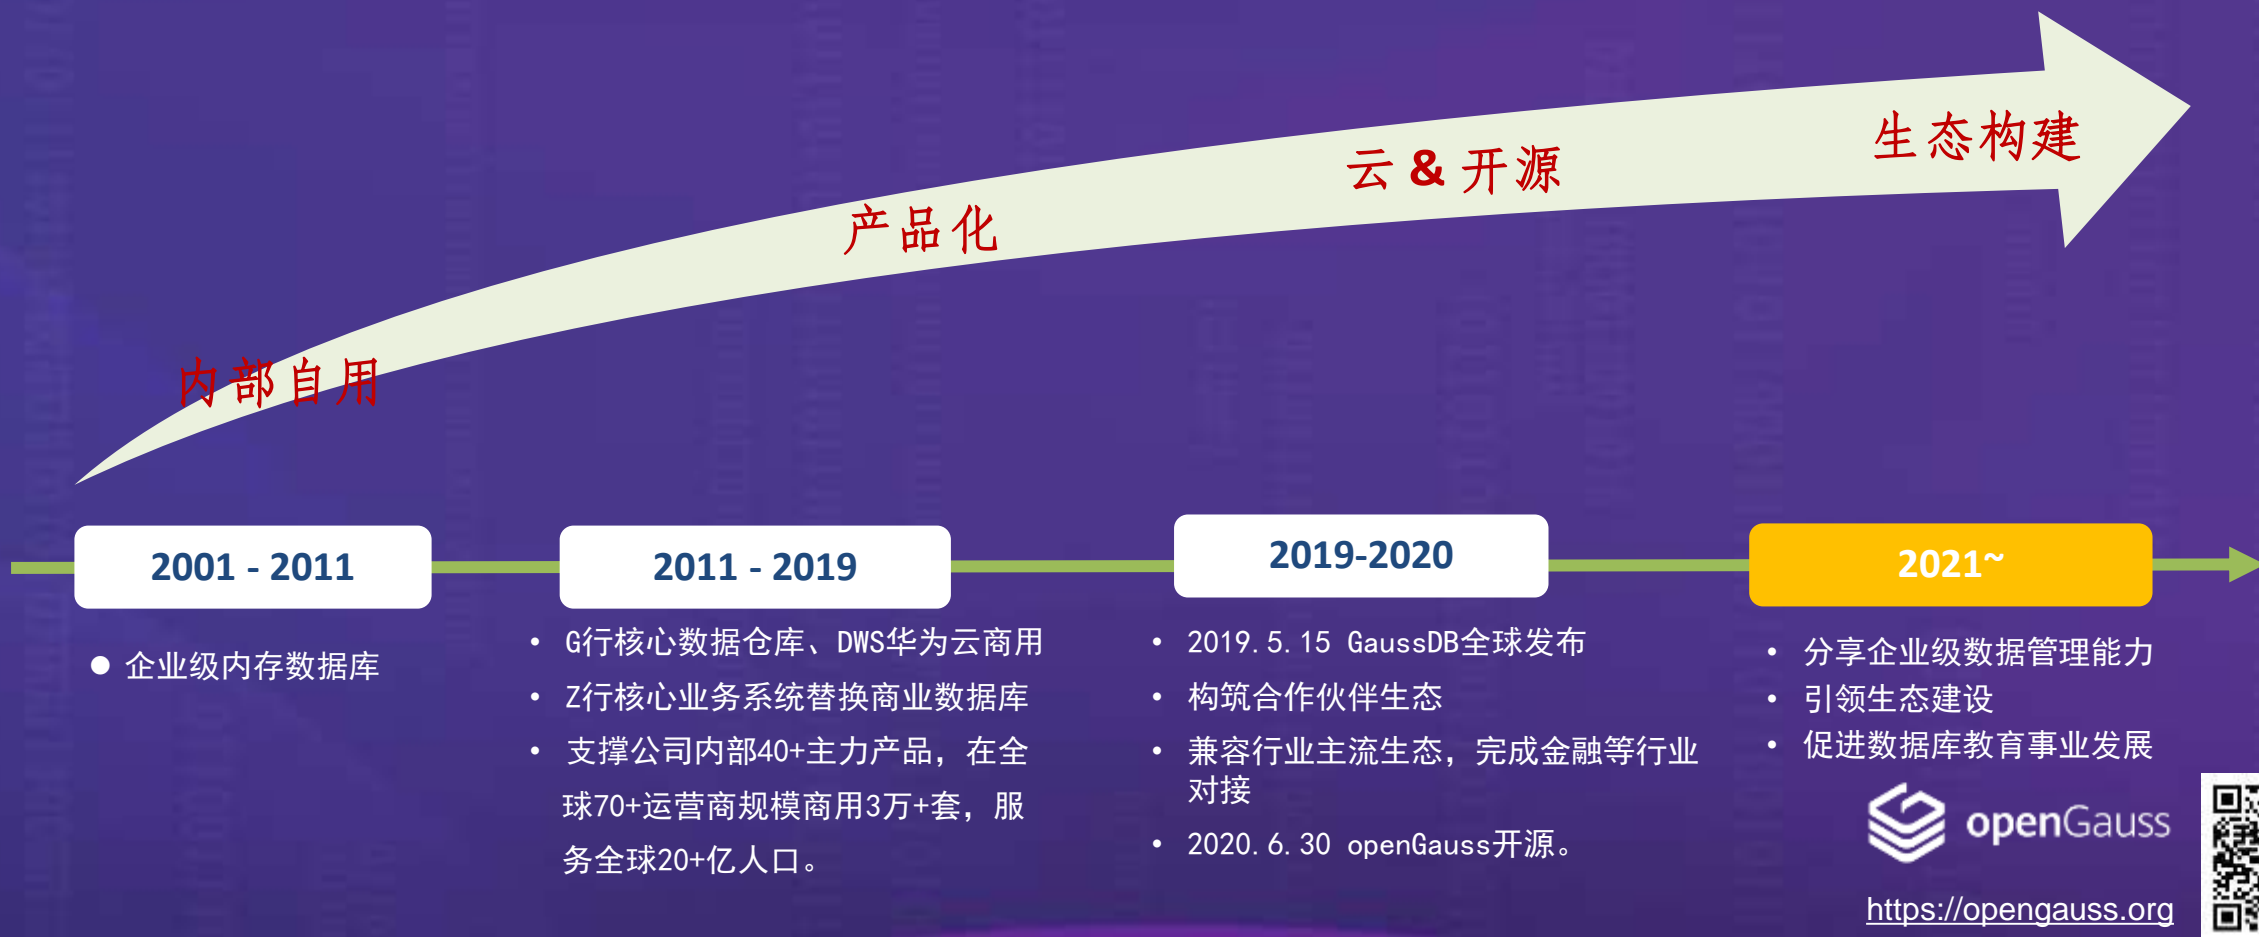 内部自用
产品化
云 & 开源
生态构建
2001 - 2011
● 企业级内存数据库
2011 - 2019
• G行核心数据仓库、DWS华为云商用
• Z行核心业务系统替换商业数据库
• 支撑公司内部40+主力产品，在全
球70+运营商规模商用3万+套，服
务全球20+亿人口。
2019-2020
• 2019.5.15 GaussDB全球发布
• 构筑合作伙伴生态
• 兼容行业主流生态，完成金融等行业
对接
• 2020.6.30 openGauss开源。
2021~
• 分享企业级数据管理能力
• 引领生态建设
• 促进数据库教育事业发展
openGauss
https://opengauss.org